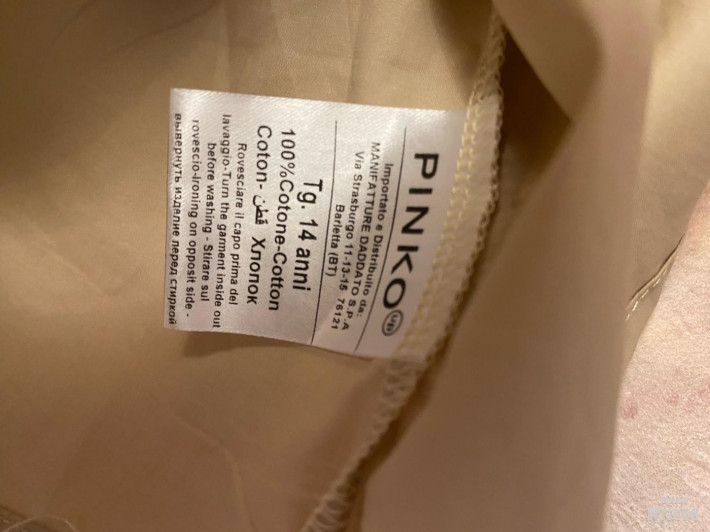 PINKO UP
Importato e Distribuito da:
MANIFATTURE DADDATO S.P.A
Via Strasburgo 11-13-15 76121
Barletta (BT)
Tg. 14 anni
100%Cotone-Cotton
Coton- قطن Хлопок
Rovesciare il capo prima del
lavaggio-Turn the garment inside out
before washing - Stirare sul
rovescio-Ironing on opposite side -
вывернуть изделие перед стиркой